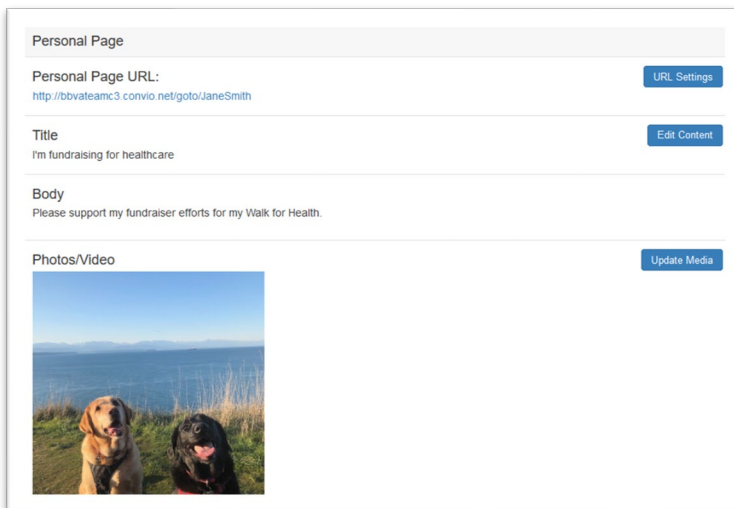 Personal Page
Personal Page URL:
URL Settings
http://bbvateamc3.convio.net/goto/JaneSmith
Title
Edit Content
I'm fundraising for healthcare
Body
Please support my fundraiser efforts for my Walk for Health.
Photos/Video
Update Media